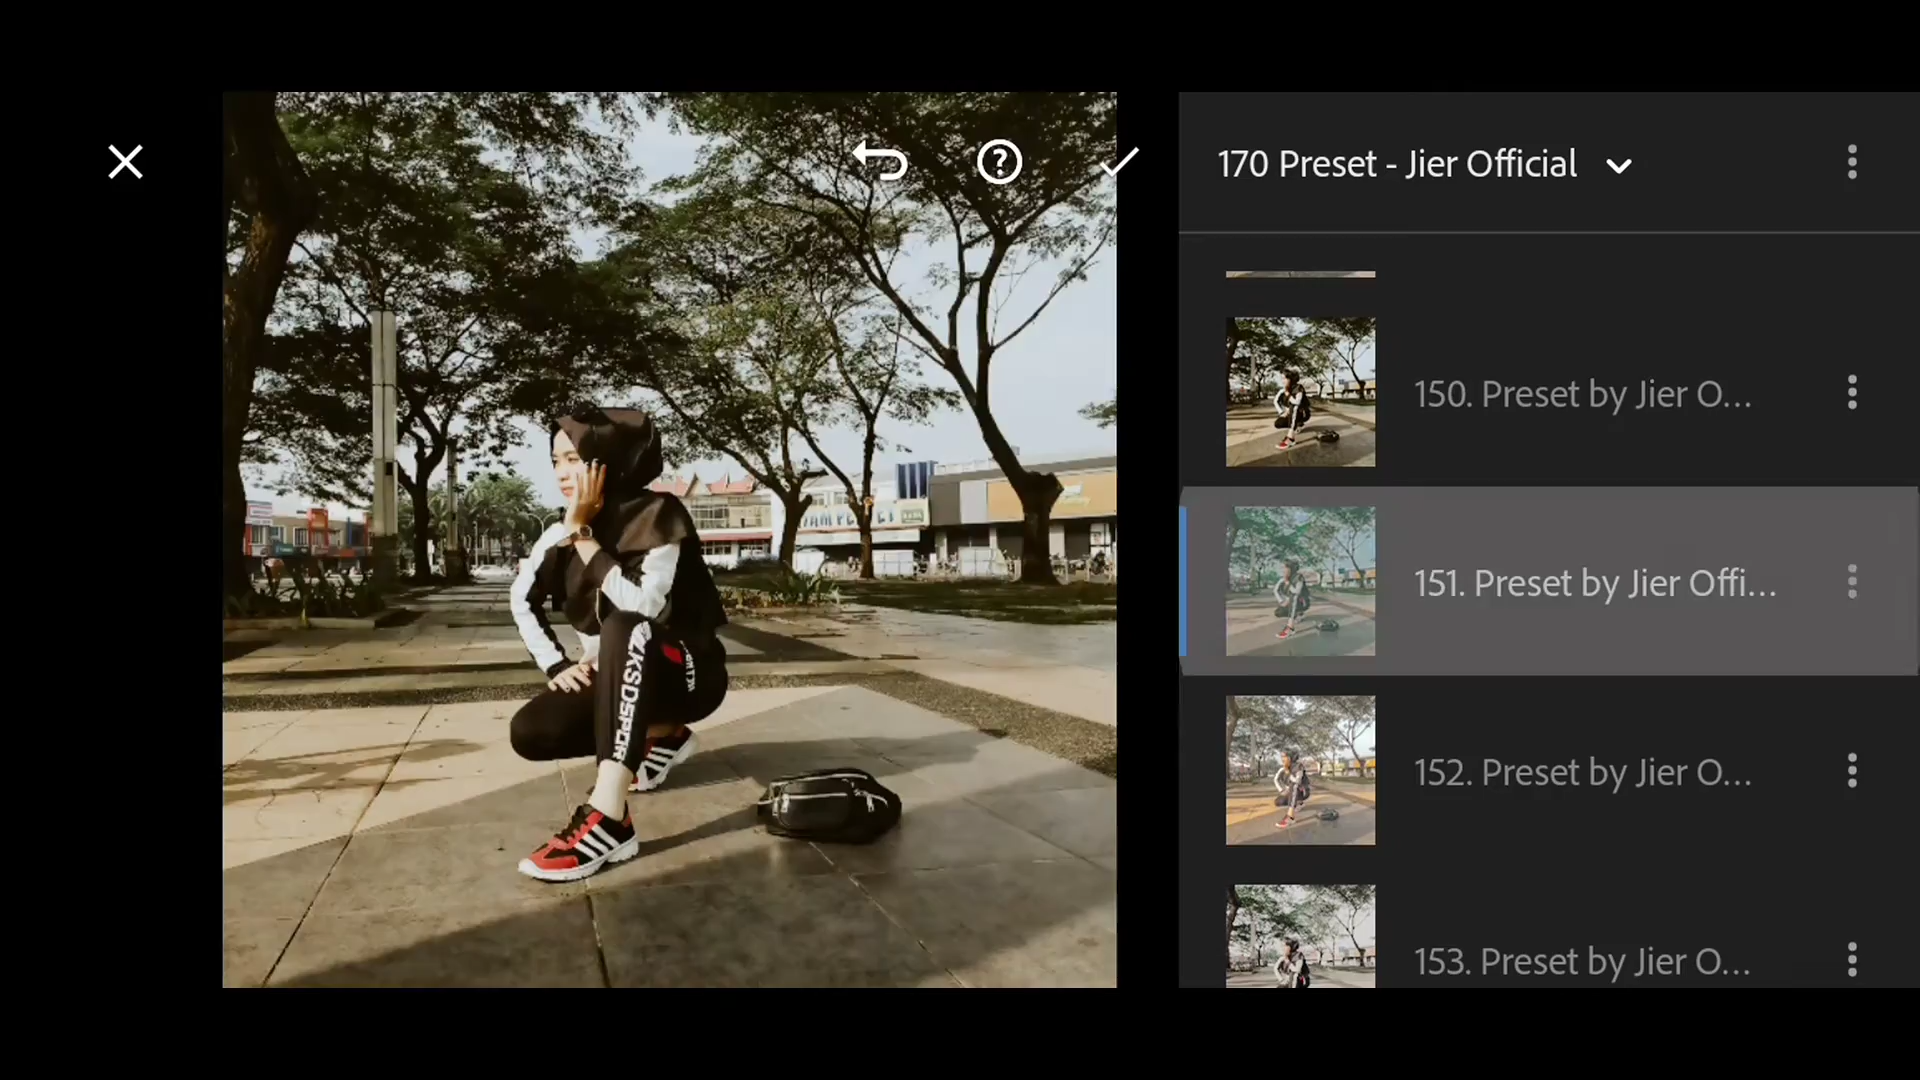 170 Preset - Jier Official
150. Preset by Jier O...
151. Preset by Jier Offi...
152. Preset by Jier O...
153. Preset by Jier O...